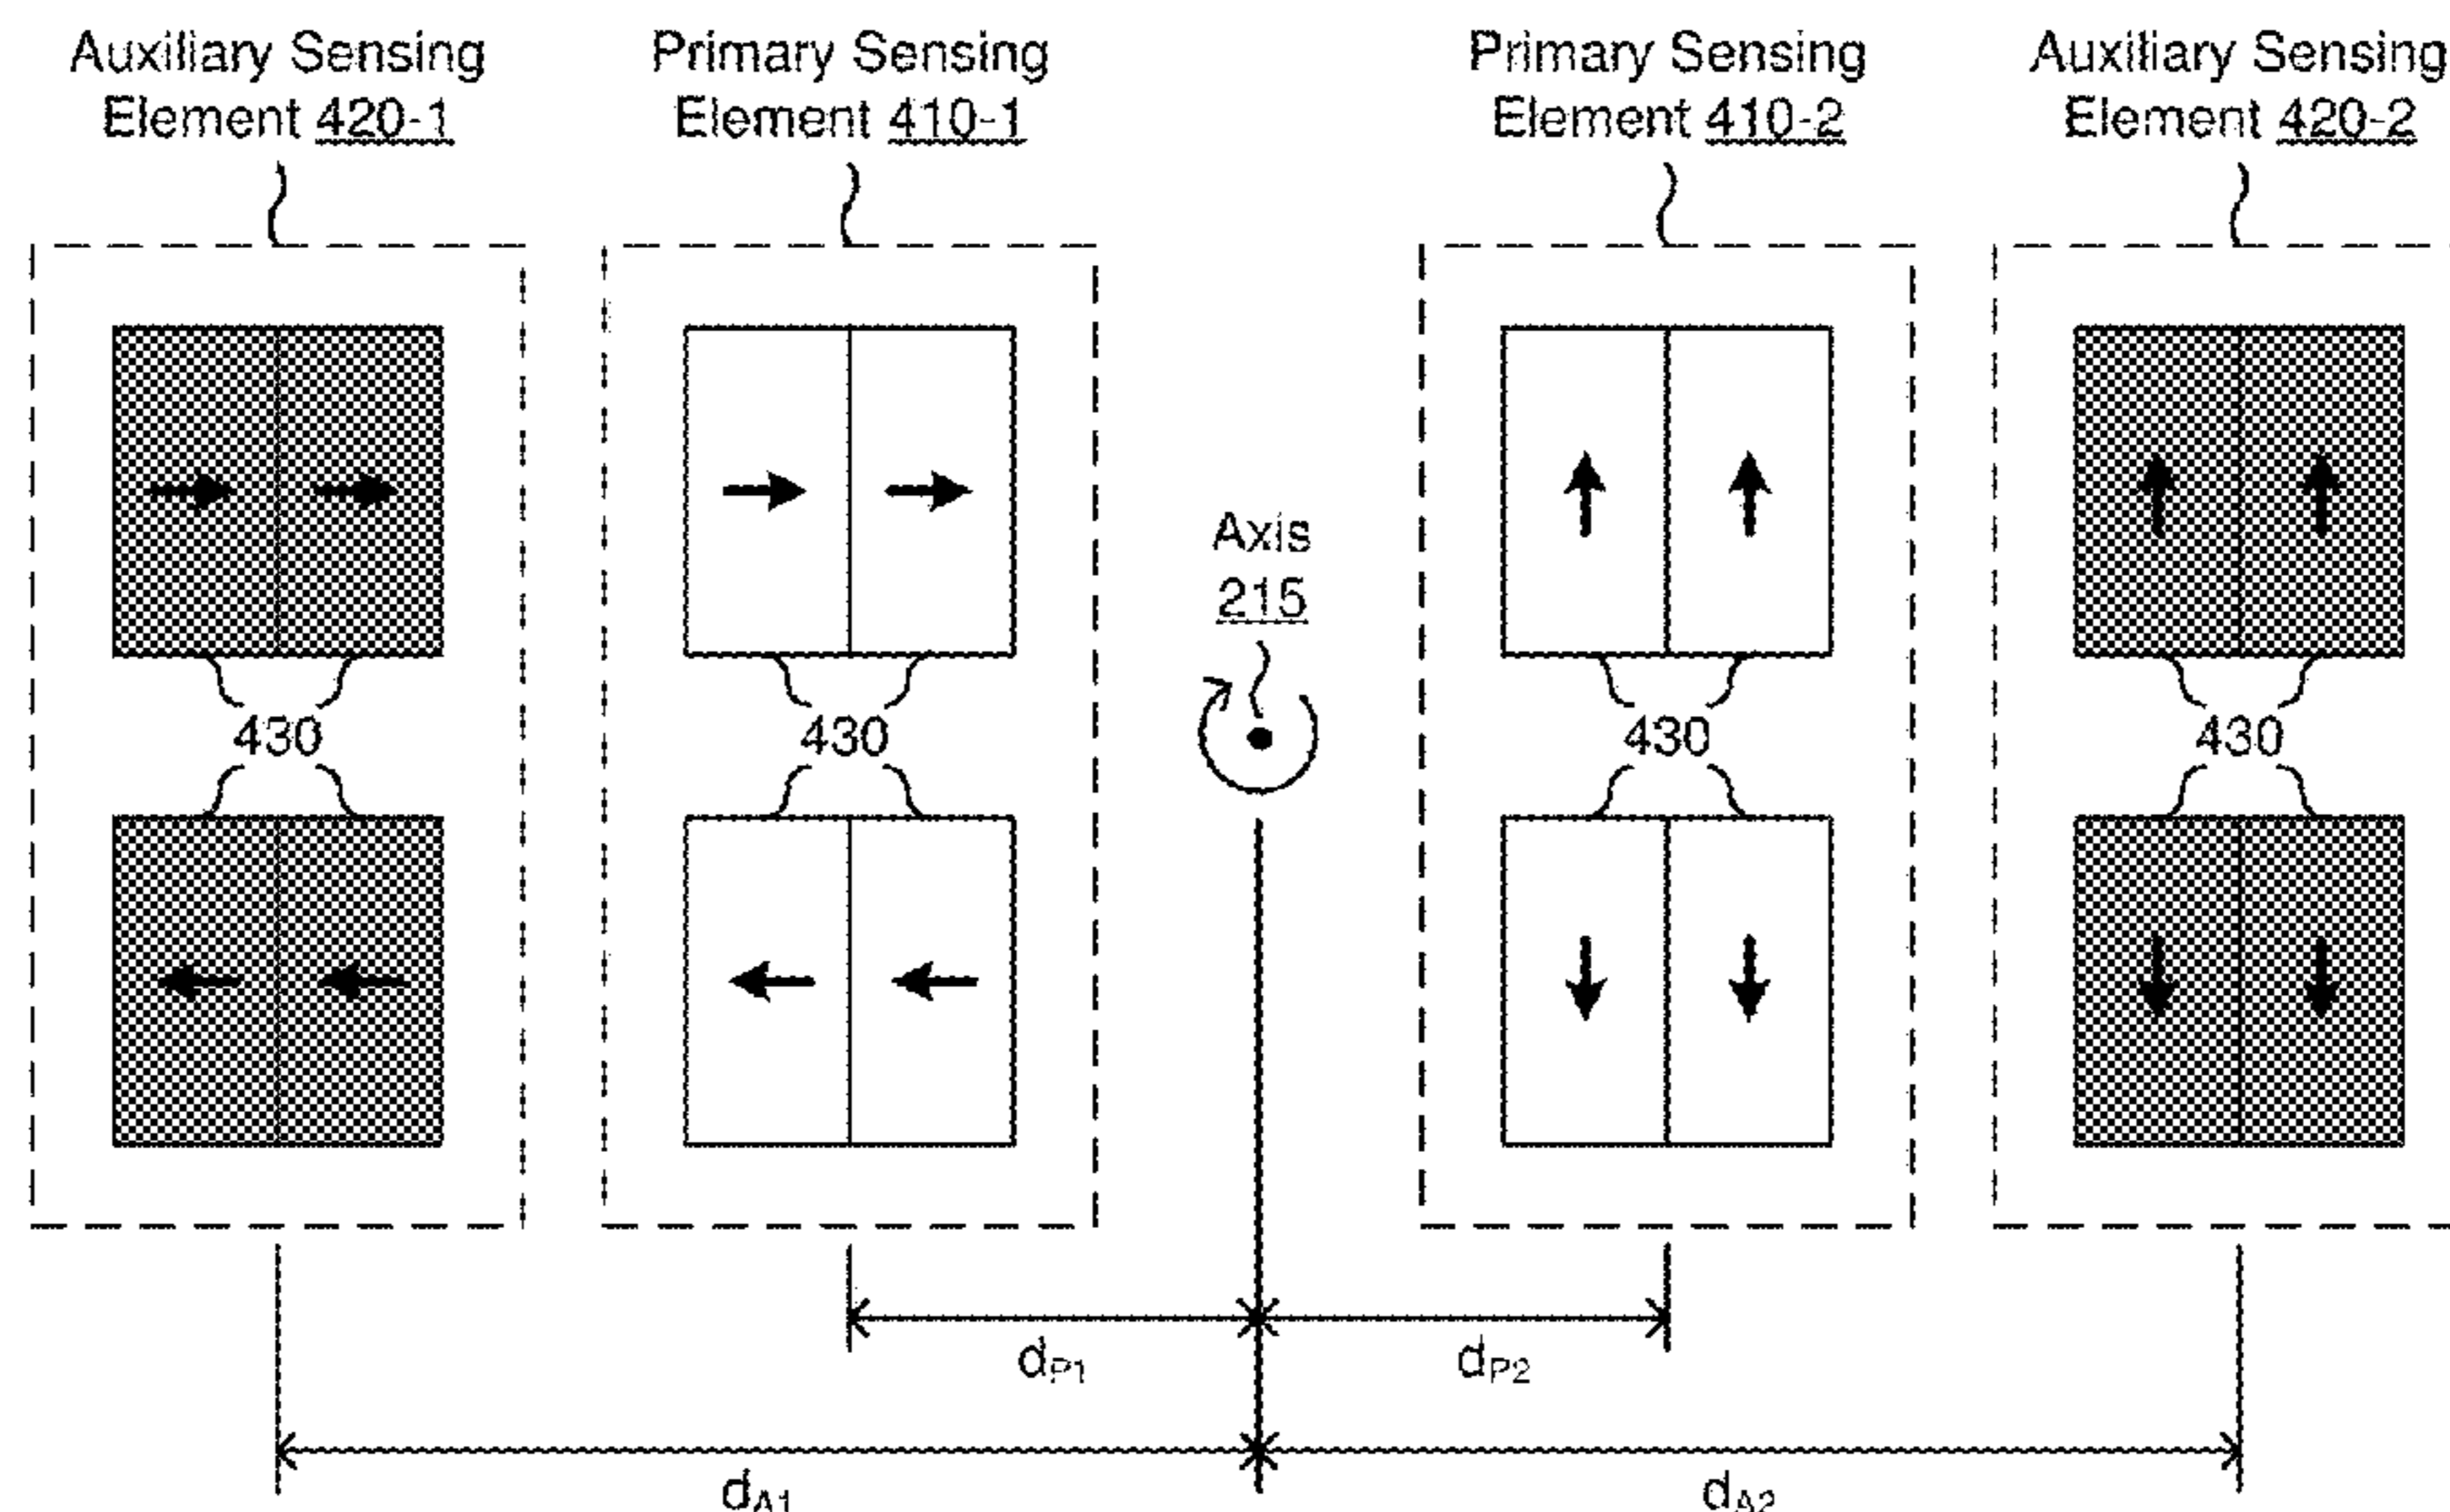 Auxiliary Sensing
Element 420-1
Primary Sensing
Element 410-1
Primary Sensing
Element 410-2
Auxiliary Sensing
Element 420-2
Axis
215
430
430
430
430
dP1
dP2
dA1
dA2